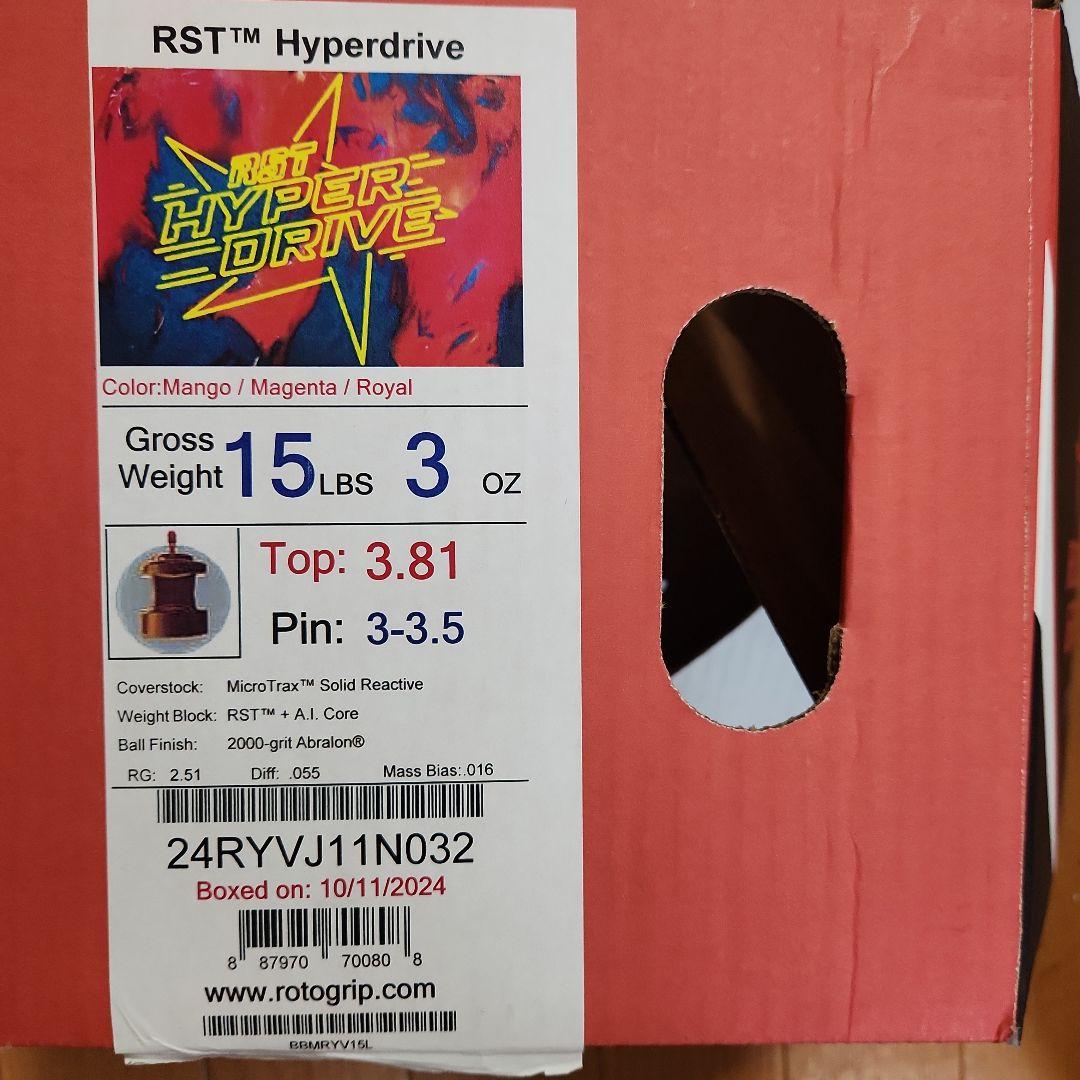 RST™ Hyperdrive
RST
HYPER
DRIVE
Color:Mango / Magenta / Royal
Gross Weight 15 LBS 3 OZ
Top: 3.81
Pin: 3-3.5
Coverstock: MicroTrax™ Solid Reactive
Weight Block: RST™ + A.I. Core
Ball Finish: 2000-grit Abralon®
RG: 2.51 Diff: .055 Mass Bias:.016
24RYVJ11N032
Boxed on: 10/11/2024
8 87970 70080 8
www.rotogrip.com
BBMRYV15L